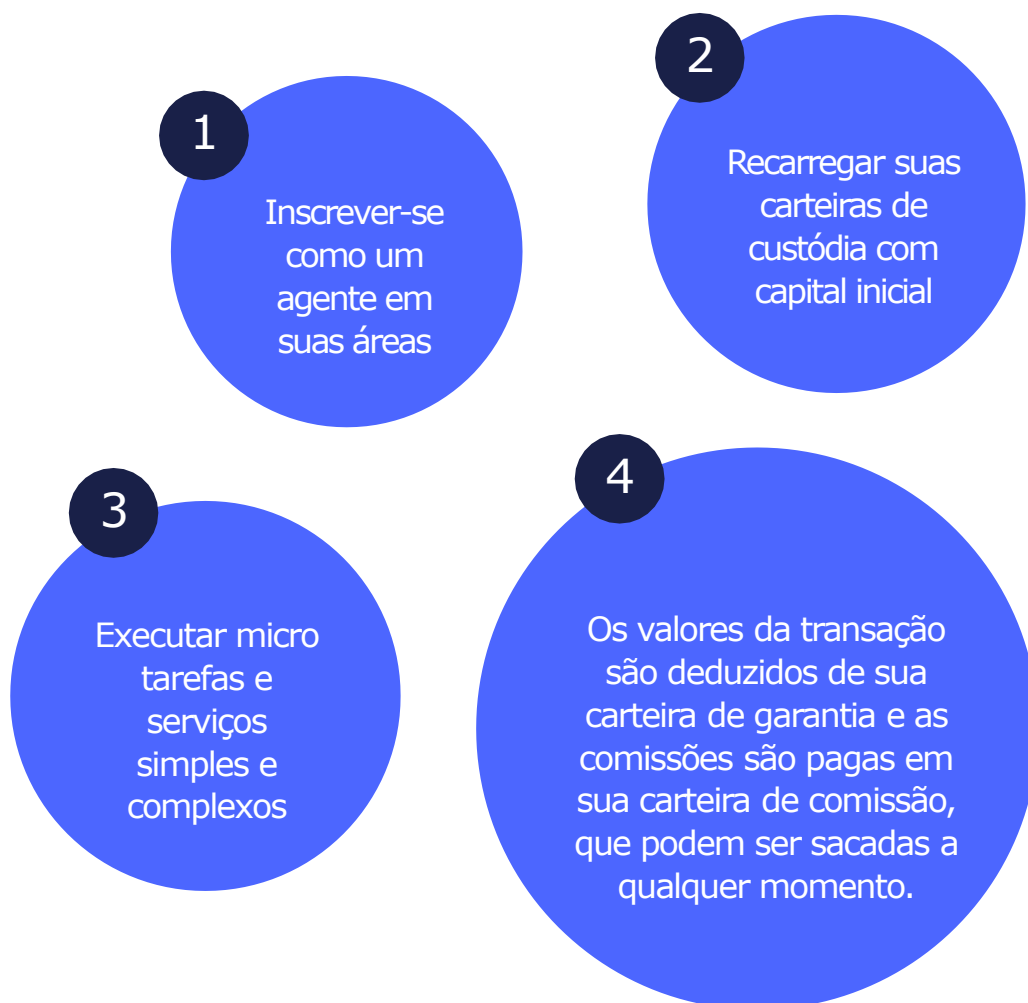 1
Inscrever-se
como um
agente em
suas áreas
2
Recarregar suas
carteiras de
custódia com
capital inicial
3
Executar micro
tarefas e
serviços
simples e
complexos
4
Os valores da transação
são deduzidos de sua
carteira de garantia e as
comissões são pagas em
sua carteira de comissão,
que podem ser sacadas a
qualquer momento.